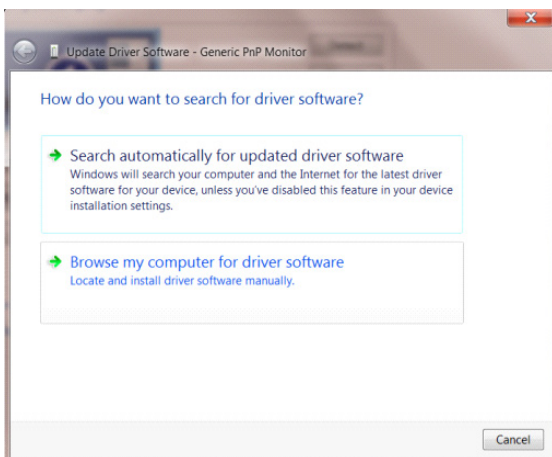 Update Driver Software - Generic PnP Monitor
How do you want to search for driver software?
Search automatically for updated driver software
Windows will search your computer and the Internet for the latest driver
software for your device, unless you've disabled this feature in your device
installation settings.
Browse my computer for driver software
Locate and install driver software manually.
Cancel